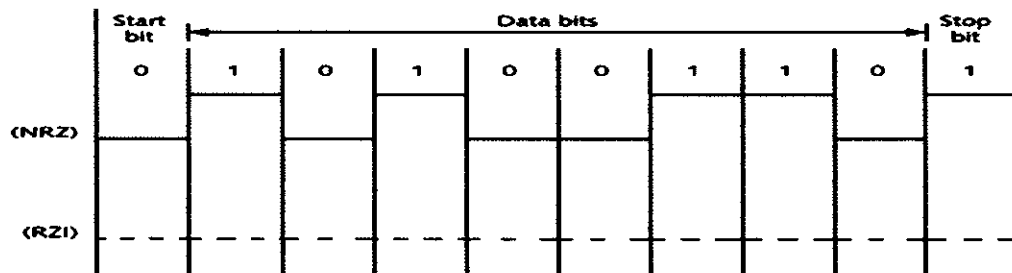 Start bit
Data bits
Stop bit
0 1 0 1 0 0 1 1 0 1
(NRZ)
(RZI)